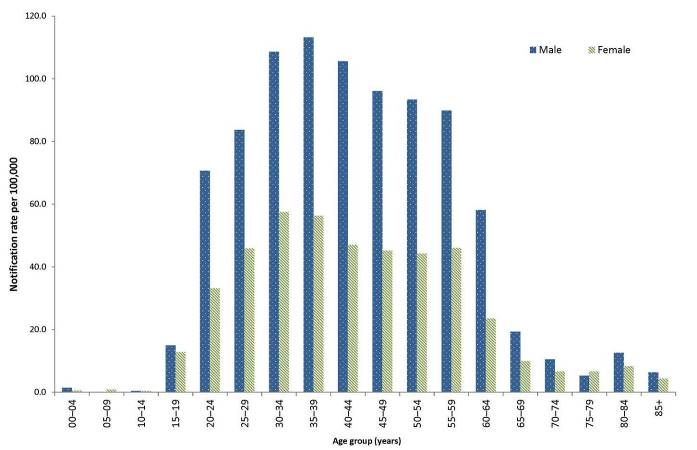 120.0
100.0
80.0
60.0
40.0
20.0
0.0
Notification rate per 100,000
Male Female
00–04 05–09 10–14 15–19 20–24 25–29 30–34 35–39 40–44 45–49 50–54 55–59 60–64 65–69 70–74 75–79 80–84 85+
Age group (years)